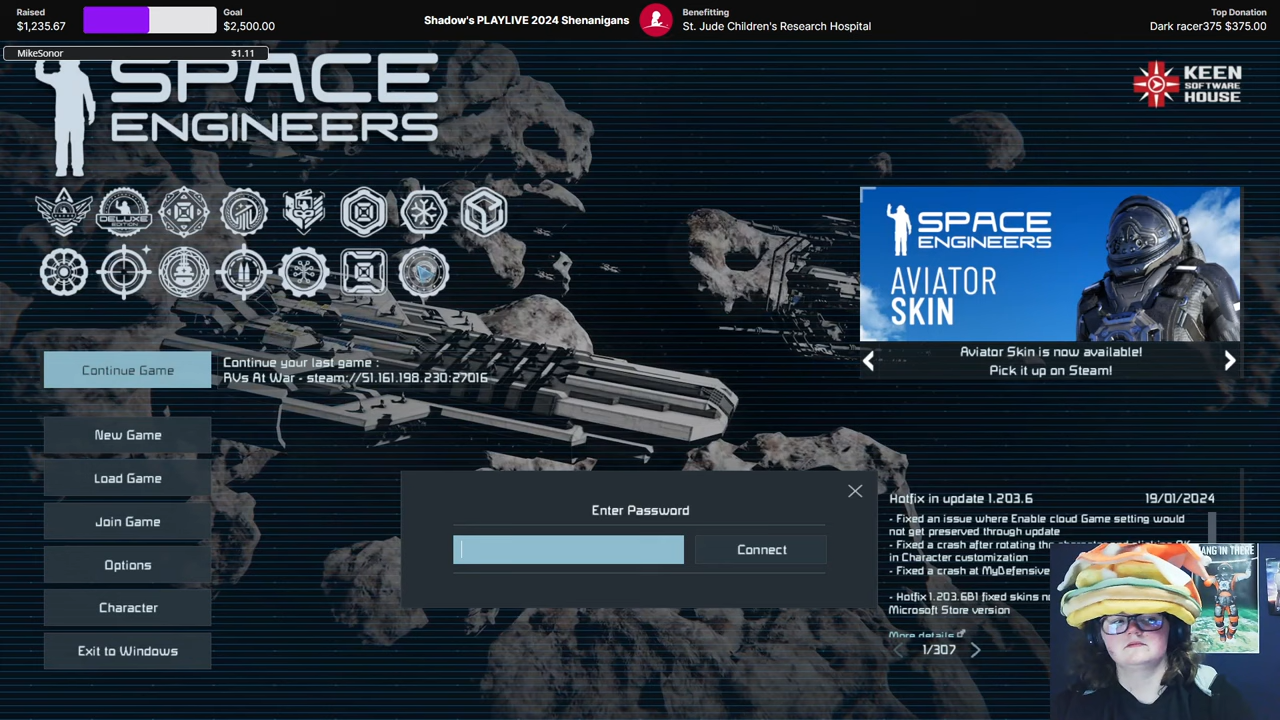 Raised
$1,235.67
Goal
$2,500.00
Shadow's PLAYLIVE 2024 Shenanigans
Benefitting
St. Jude Children's Research Hospital
Top Donation
Dark racer375 $375.00
MikeSonor $1.11
SPACE
ENGINEERS
KEEN
SOFTWARE
HOUSE
DELUXE
EDITION
SPACE
ENGINEERS
AVIATOR
SKIN
Aviator Skin is now available!
Pick it up on Steam!
Continue Game
Continue your last game :
RVs At War - steam://51.161.198.230:27016
New Game
Load Game
Join Game
Options
Character
Exit to Windows
Enter Password
Connect
Hotfix in update 1.203.6 19/01/2024
- Fixed an issue where Enable cloud Game setting would
not get preserved through update
- Fixed a crash after rotating the
in Character customization
- Fixed a crash at MyDefensive
- Hotfix 1.203.6B1 fixed skins
Microsoft Store version
More details
1/307
HANG IN THERE